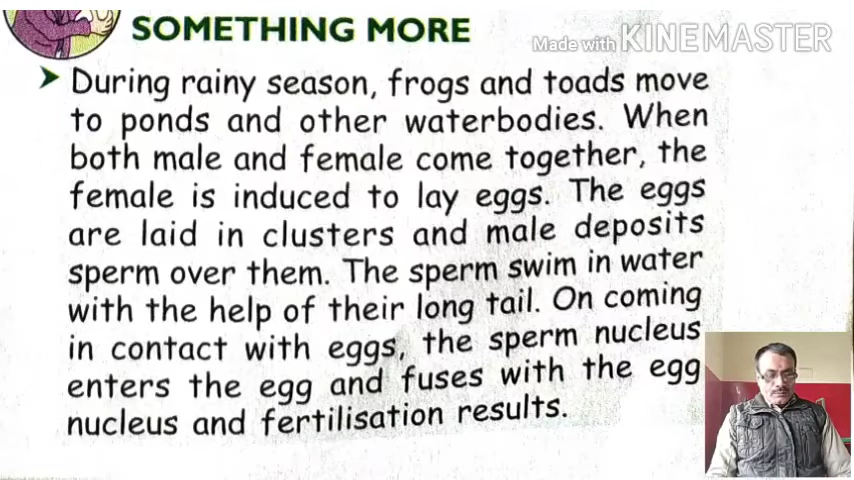 SOMETHING MORE
Made with KINEMASTER
During rainy season, frogs and toads move
to ponds and other waterbodies. When
both male and female come together, the
female is induced to lay eggs. The eggs
are laid in clusters and male deposits
sperm over them. The sperm swim in water
with the help of their long tail. On coming
in contact with eggs, the sperm nucleus
enters the egg and fuses with the egg
nucleus and fertilisation results.